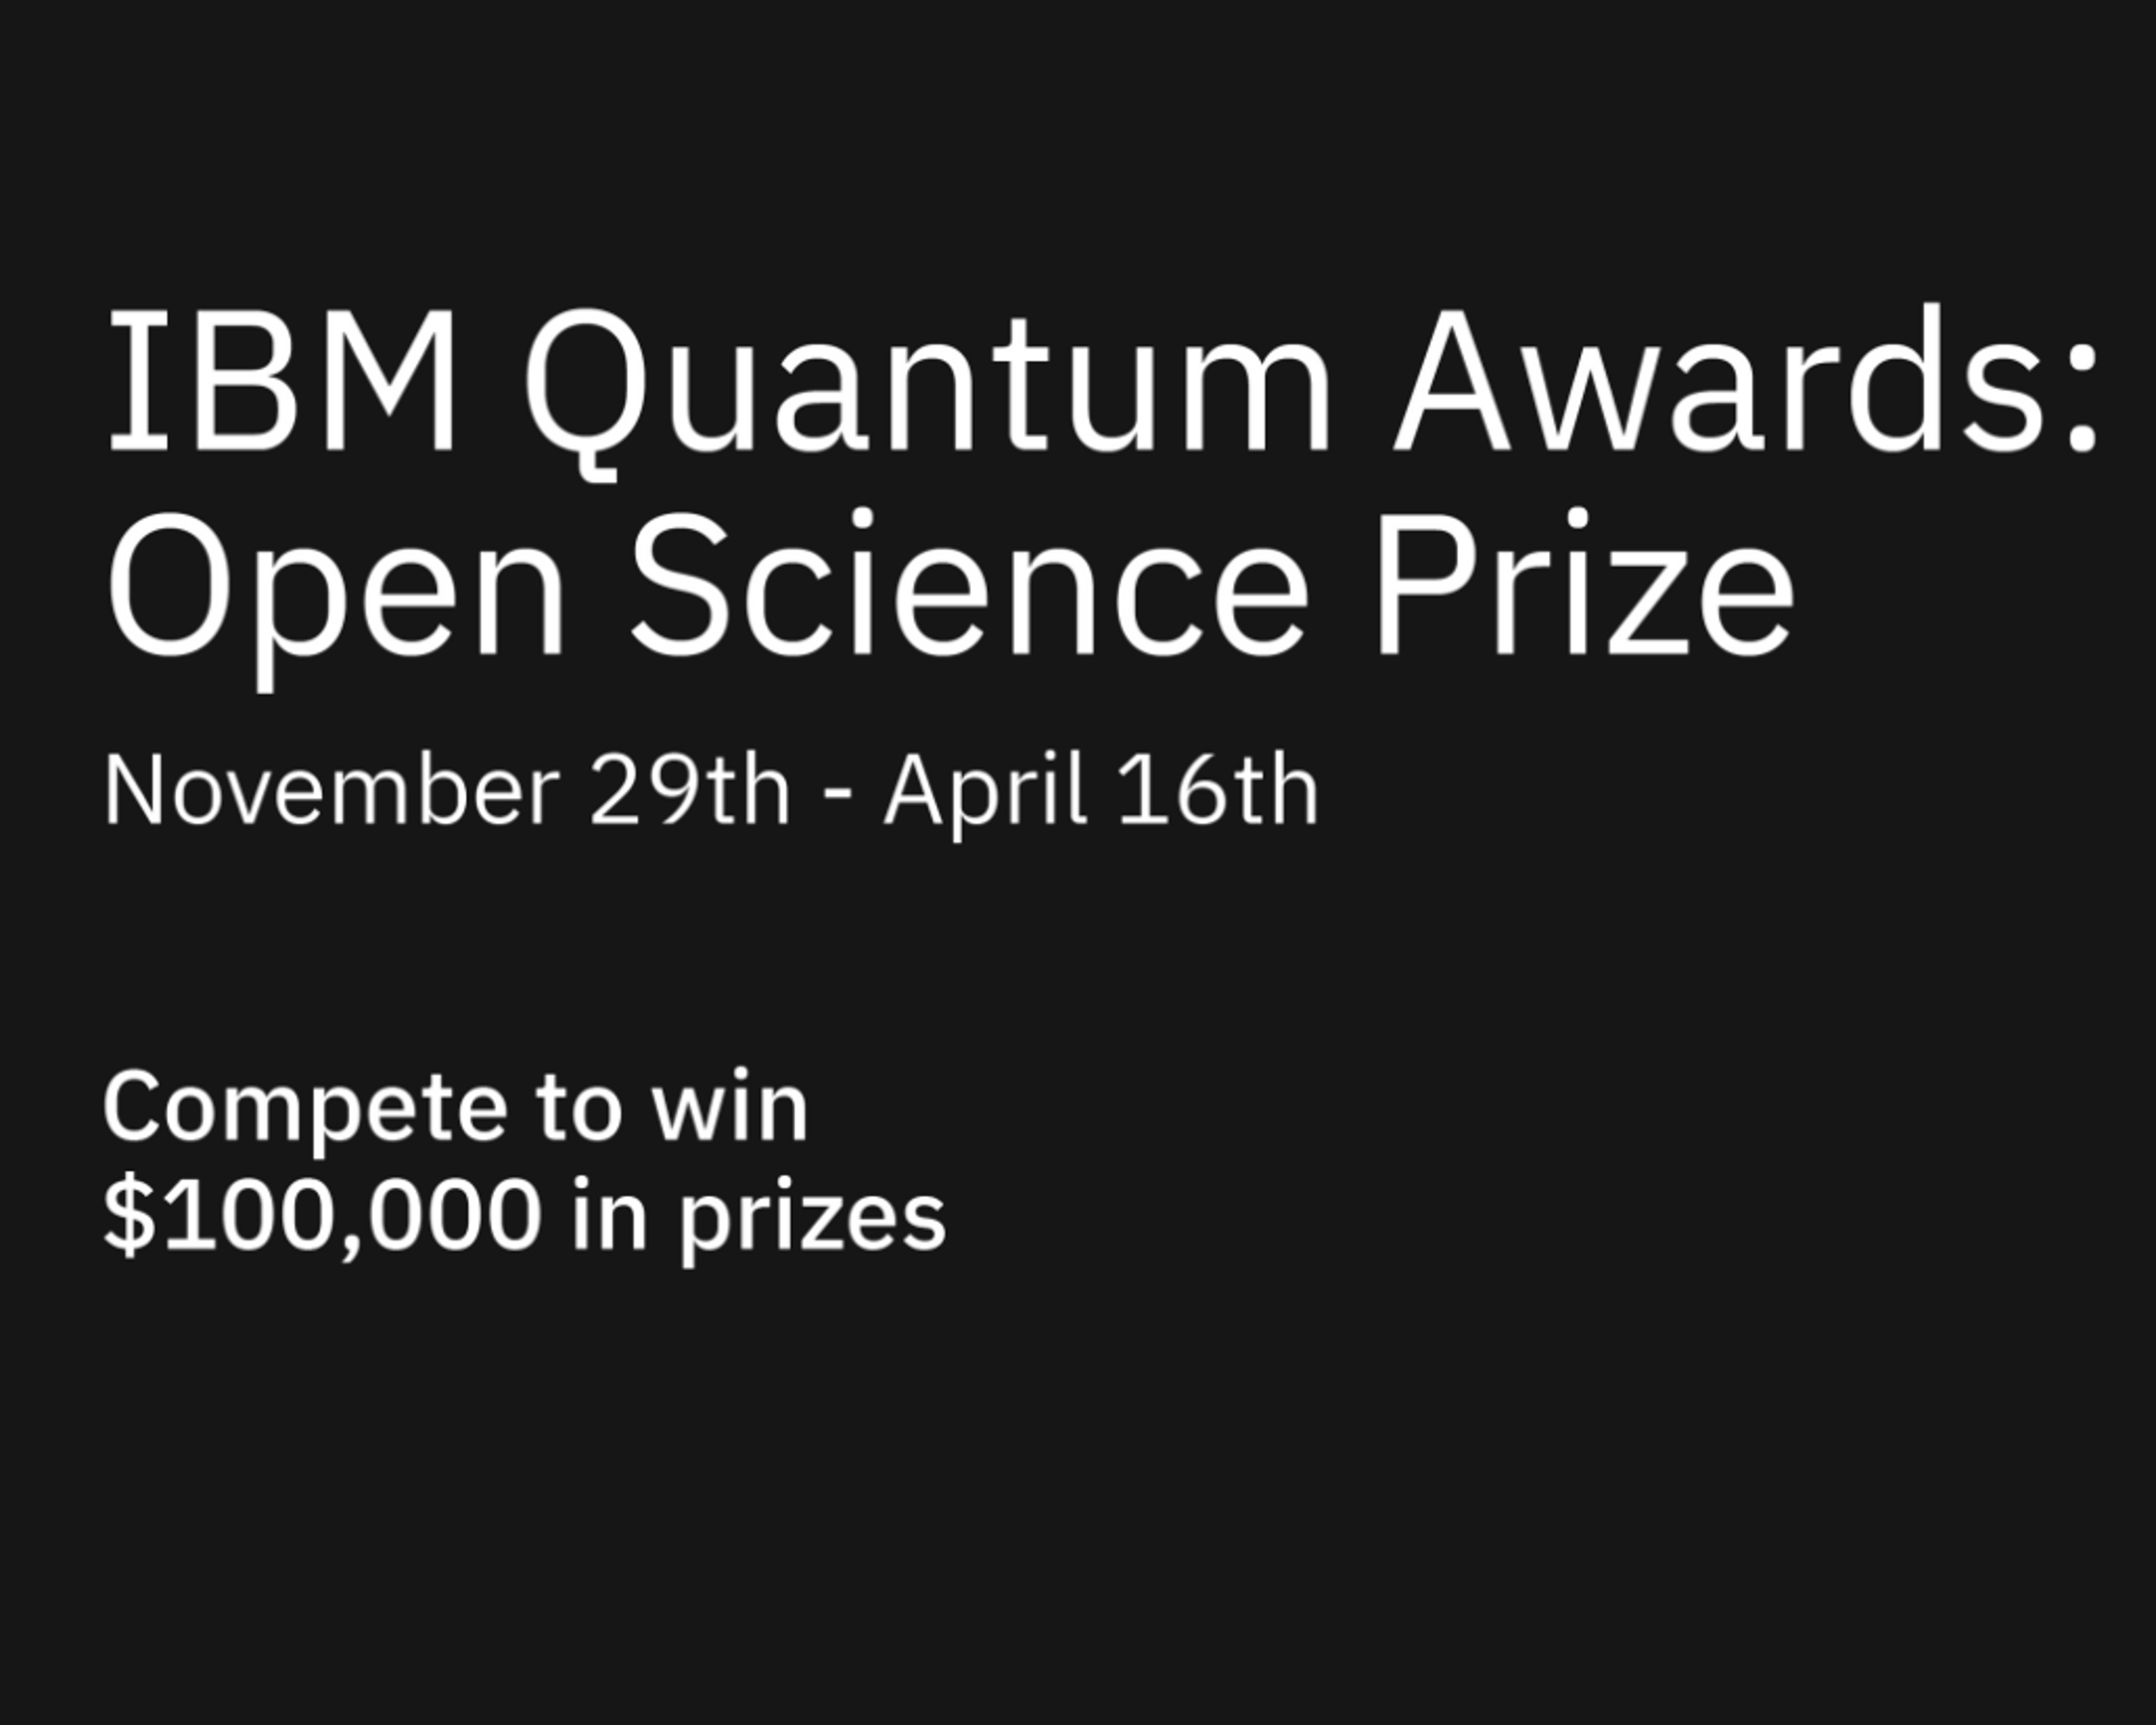 IBM Quantum Awards:
Open Science Prize
November 29th - April 16th
Compete to win
$100,000 in prizes